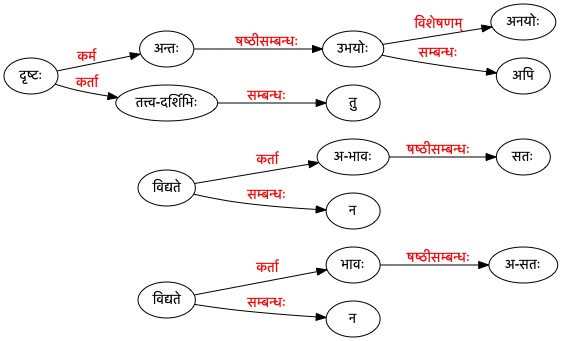 दृष्टः
कर्म
कर्ता
अन्तः
षष्ठीसम्बन्धः
उभयोः
विशेषणम्
सम्बन्धः
अनयोः
अपि
तत्त्व-दर्शिभिः
सम्बन्धः
तु
विद्यते
कर्ता
सम्बन्धः
अ-भावः
षष्ठीसम्बन्धः
सतः
न
विद्यते
कर्ता
सम्बन्धः
भावः
षष्ठीसम्बन्धः
अ-सतः
न